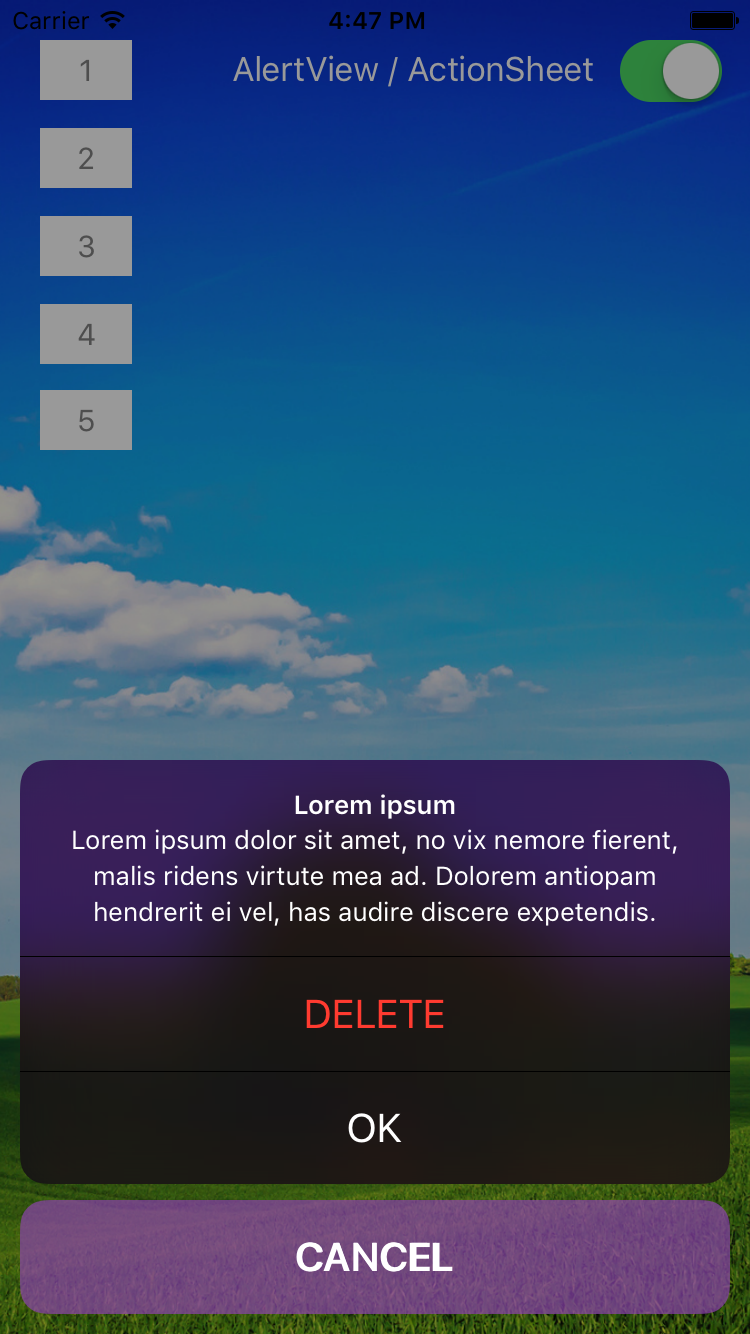 Carrier 4:47 PM
1 AlertView / ActionSheet
2
3
4
5
Lorem ipsum
Lorem ipsum dolor sit amet, no vix nemore fierent,
malis ridens virtute mea ad. Dolorem antiopam
hendrerit ei vel, has audire discere expetendis.
DELETE
OK
CANCEL